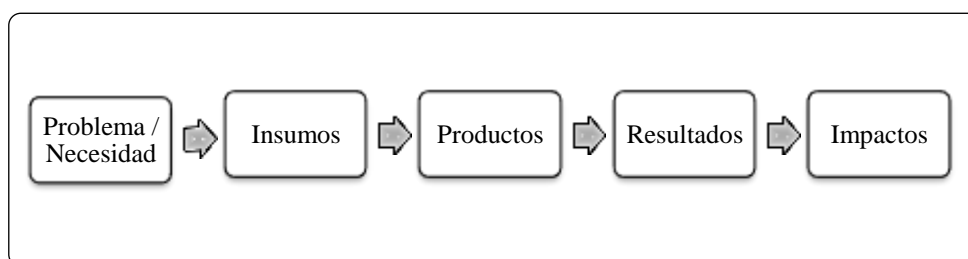 Problema /
Necesidad
Insumos
Productos
Resultados
Impactos